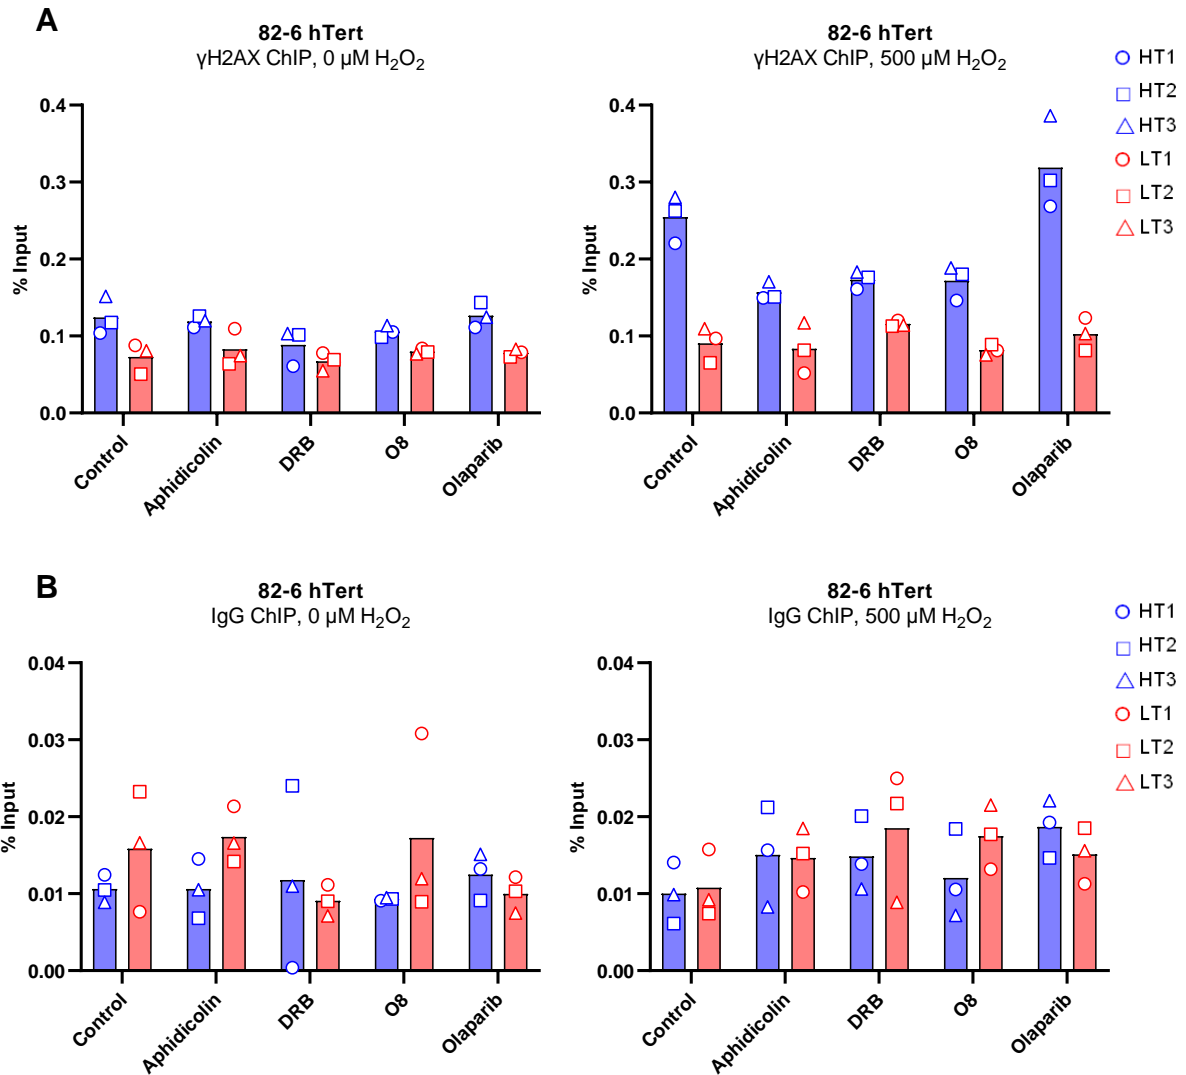 A
82-6 hTert
γH2AX ChIP, 0 µM H₂O₂
% Input
0.4
0.3
0.2
0.1
0.0
Control
Aphidicolin
DRB
O8
Olaparib
82-6 hTert
γH2AX ChIP, 500 µM H₂O₂
% Input
0.4
0.3
0.2
0.1
0.0
Control
Aphidicolin
DRB
O8
Olaparib
HT1
HT2
HT3
LT1
LT2
LT3
B
82-6 hTert
IgG ChIP, 0 µM H₂O₂
% Input
0.04
0.03
0.02
0.01
0.00
Control
Aphidicolin
DRB
O8
Olaparib
82-6 hTert
IgG ChIP, 500 µM H₂O₂
% Input
0.04
0.03
0.02
0.01
0.00
Control
Aphidicolin
DRB
O8
Olaparib
HT1
HT2
HT3
LT1
LT2
LT3